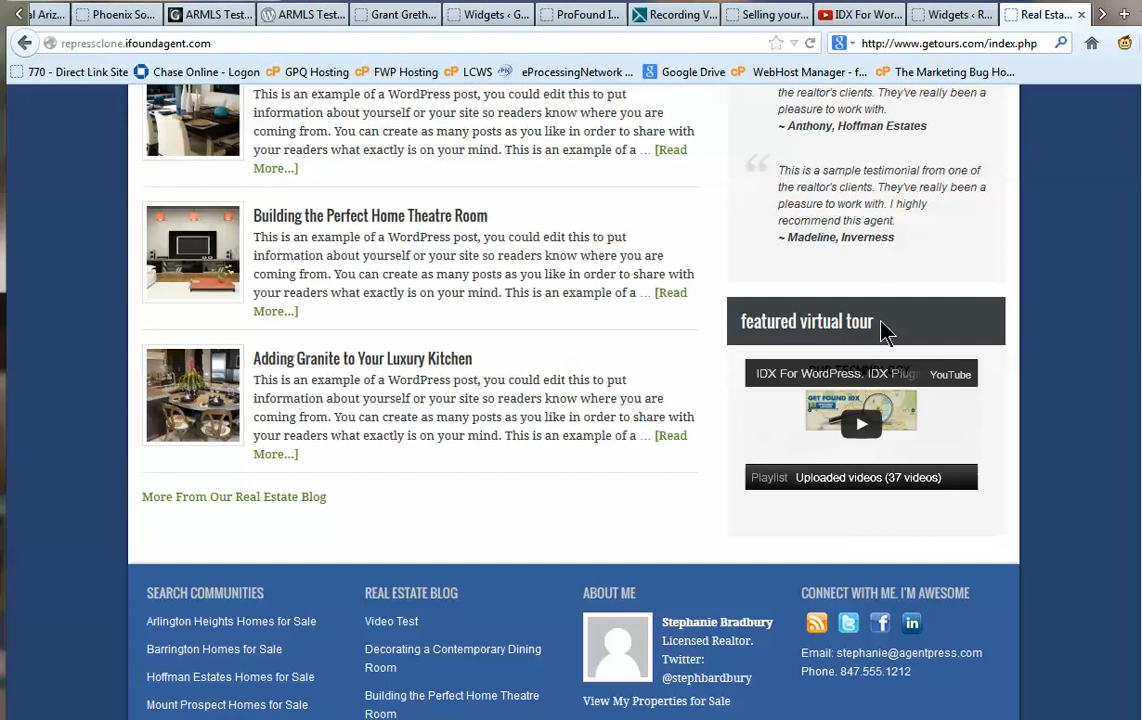 al Ariz...
Phoenix So...
ARMLS Test...
ARMLS Test...
Grant Greth...
Widgets ‹ G...
ProFound I...
Recording V...
Selling your...
IDX For Wor...
Widgets ‹ R...
Real Esta...
repressclone.ifoundagent.com
http://www.getours.com/index.php
770 - Direct Link Site
Chase Online - Logon
GPQ Hosting
FWP Hosting
LCWS
eProcessingNetwork ...
Google Drive
WebHost Manager - f...
The Marketing Bug Ho...
This is an example of a WordPress post, you could edit this to put
information about yourself or your site so readers know where you are
coming from. You can create as many posts as you like in order to share with
your readers what exactly is on your mind. This is an example of a ... [Read
More...]
Building the Perfect Home Theatre Room
This is an example of a WordPress post, you could edit this to put
information about yourself or your site so readers know where you are
coming from. You can create as many posts as you like in order to share with
your readers what exactly is on your mind. This is an example of a ... [Read
More...]
Adding Granite to Your Luxury Kitchen
This is an example of a WordPress post, you could edit this to put
information about yourself or your site so readers know where you are
coming from. You can create as many posts as you like in order to share with
your readers what exactly is on your mind. This is an example of a ... [Read
More...]
More From Our Real Estate Blog
the realtor's clients. They've really been a
pleasure to work with.
~ Anthony, Hoffman Estates
This is a sample testimonial from one of
the realtor's clients. They've really been a
pleasure to work with. I highly
recommend this agent.
~ Madeline, Inverness
featured virtual tour
IDX For WordPress. IDX Plugi
YouTube
GET FOUND IDX
Playlist Uploaded videos (37 videos)
SEARCH COMMUNITIES
Arlington Heights Homes for Sale
Barrington Homes for Sale
Hoffman Estates Homes for Sale
Mount Prospect Homes for Sale
REAL ESTATE BLOG
Video Test
Decorating a Contemporary Dining
Room
Building the Perfect Home Theatre
Room
ABOUT ME
Stephanie Bradbury
Licensed Realtor.
Twitter:
@stephbardbury
View My Properties for Sale
CONNECT WITH ME. I'M AWESOME
Email: stephanie@agentpress.com
Phone. 847.555.1212